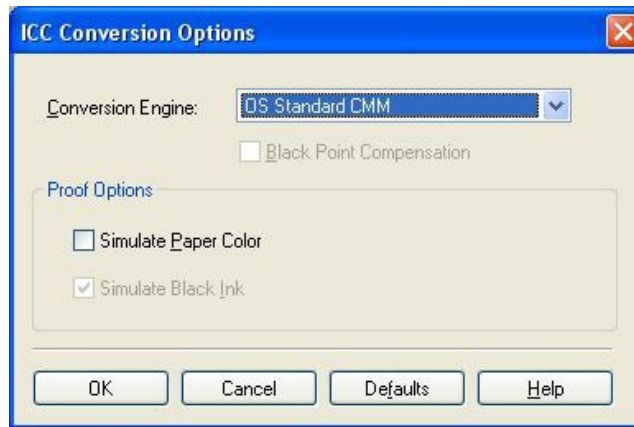 ICC Conversion Options
Conversion Engine: OS Standard CMM
Black Point Compensation
Proof Options
Simulate Paper Color
Simulate Black Ink
OK Cancel Defaults Help